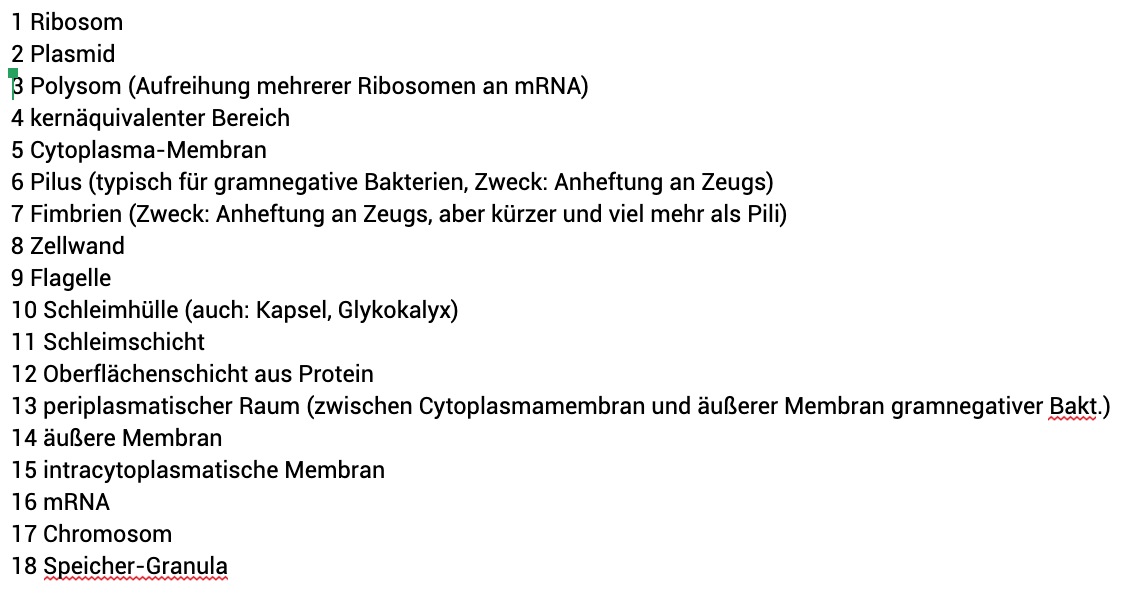 1 Ribosom
2 Plasmid
3 Polysom (Aufreihung mehrerer Ribosomen an mRNA)
4 kernäquivalenter Bereich
5 Cytoplasma-Membran
6 Pilus (typisch für gramnegative Bakterien, Zweck: Anheftung an Zeugs)
7 Fimbrien (Zweck: Anheftung an Zeugs, aber kürzer und viel mehr als Pili)
8 Zellwand
9 Flagelle
10 Schleimhülle (auch: Kapsel, Glykokalyx)
11 Schleimschicht
12 Oberflächenschicht aus Protein
13 periplasmatischer Raum (zwischen Cytoplasmamembran und äußerer Membran gramnegativer Bakt.)
14 äußere Membran
15 intracytoplasmatische Membran
16 mRNA
17 Chromosom
18 Speicher-Granula